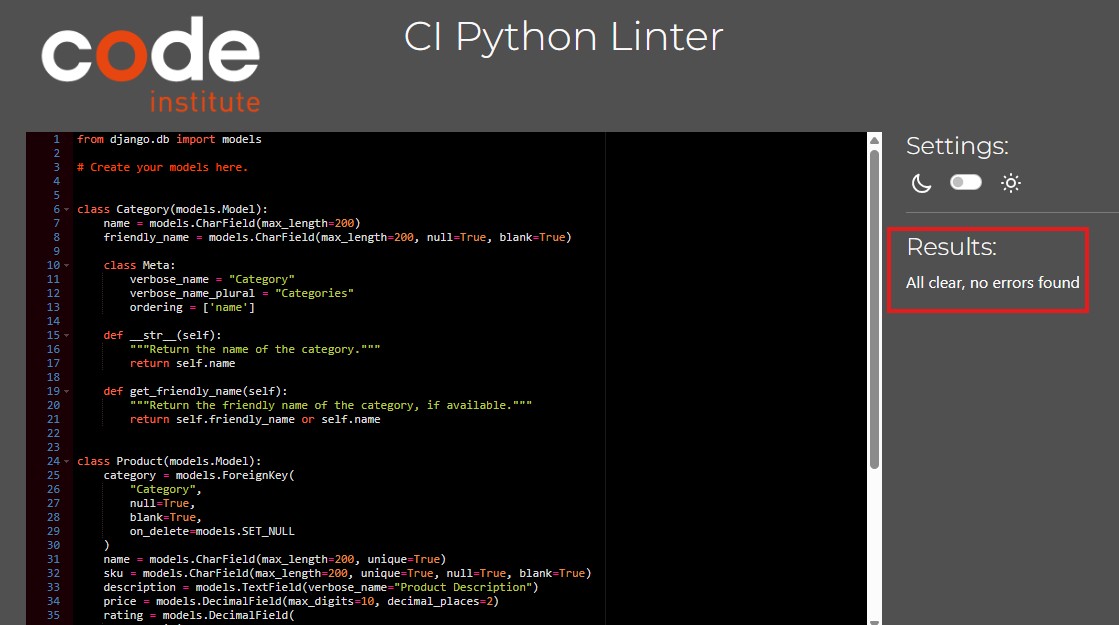 code
institute
CI Python Linter
1 from django.db import models
2
3 # Create your models here.
4
5
6 class Category(models.Model):
7     name = models.CharField(max_length=200)
8     friendly_name = models.CharField(max_length=200, null=True, blank=True)
9
10     class Meta:
11         verbose_name = "Category"
12         verbose_name_plural = "Categories"
13         ordering = ['name']
14
15     def __str__(self):
16         """Return the name of the category."""
17         return self.name
18
19     def get_friendly_name(self):
20         """Return the friendly name of the category, if available."""
21         return self.friendly_name or self.name
22
23
24 class Product(models.Model):
25     category = models.ForeignKey(
26         "Category",
27         null=True,
28         blank=True,
29         on_delete=models.SET_NULL
30     )
31     name = models.CharField(max_length=200, unique=True)
32     sku = models.CharField(max_length=200, unique=True, null=True, blank=True)
33     description = models.TextField(verbose_name="Product Description")
34     price = models.DecimalField(max_digits=10, decimal_places=2)
35     rating = models.DecimalField(
Settings:
Results:
All clear, no errors found